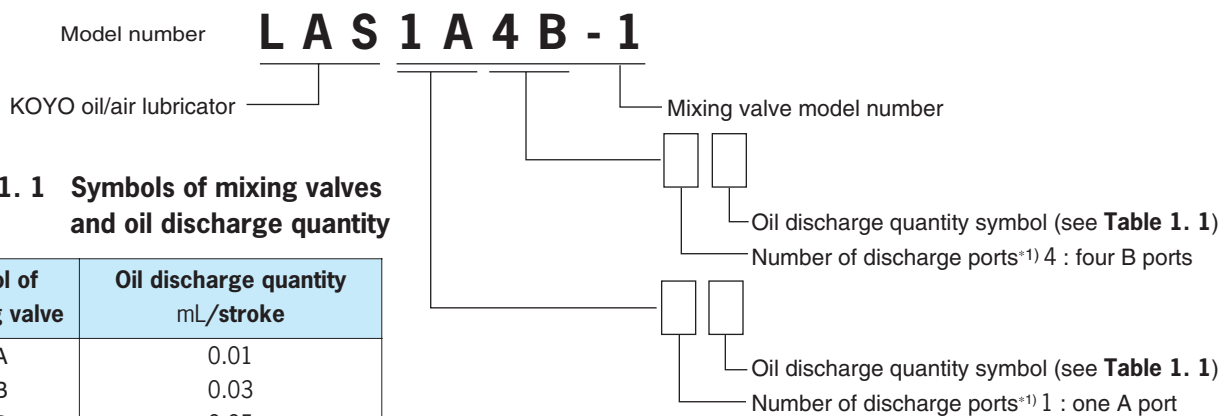 Model number L A S 1 A 4 B - 1
KOYO oil/air lubricator
Mixing valve model number
Oil discharge quantity symbol (see Table 1. 1)
Number of discharge ports*1) 4 : four B ports
Oil discharge quantity symbol (see Table 1. 1)
Number of discharge ports*1) 1 : one A port
1. 1 Symbols of mixing valves
and oil discharge quantity
of Oil discharge quantity
valve mL/stroke
A 0.01
B 0.03